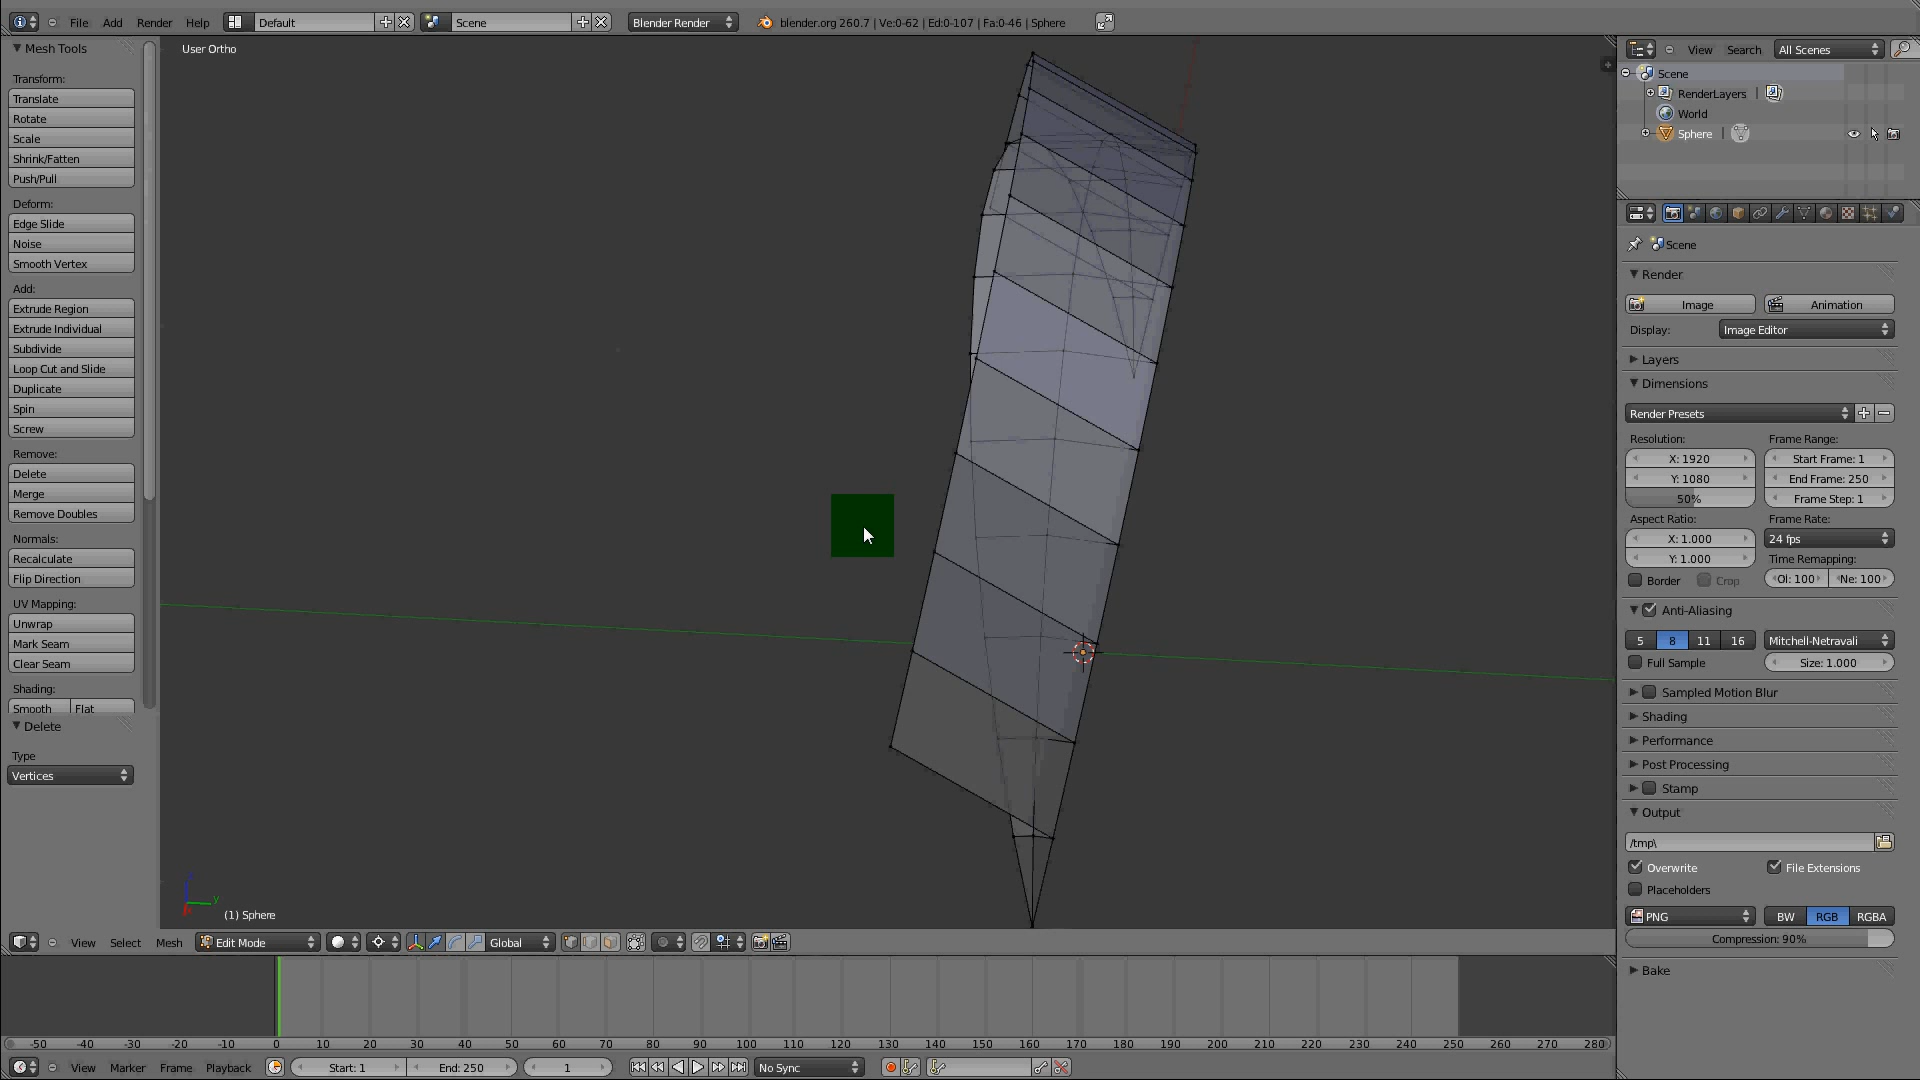 File Add Render Help Default Scene Blender Render blender.org 260.7 | Ve:0-62 | Ed:0-107 | Fa:0-46 | Sphere
Mesh Tools
Transform:
Translate
Rotate
Scale
Shrink/Fatten
Push/Pull
Deform:
Edge Slide
Noise
Smooth Vertex
Add:
Extrude Region
Extrude Individual
Subdivide
Loop Cut and Slide
Duplicate
Spin
Screw
Remove:
Delete
Merge
Remove Doubles
Normals:
Recalculate
Flip Direction
UV Mapping:
Unwrap
Mark Seam
Clear Seam
Shading:
Smooth Flat
Delete
Type
Vertices
User Ortho
y
(1) Sphere
View Select Mesh Edit Mode Global
-50 -40 -30 -20 -10 0 10 20 30 40 50 60 70 80 90 100 110 120 130 140 150 160 170 180 190 200 210 220 230 240 250 260 270 280
View Marker Frame Playback Start: 1 End: 250 1 No Sync
View Search All Scenes
Scene
RenderLayers |
World
Sphere |
Scene
Render
Image Animation
Display: Image Editor
Layers
Dimensions
Render Presets
Resolution: Frame Range:
X: 1920 Start Frame: 1
Y: 1080 End Frame: 250
50% Frame Step: 1
Aspect Ratio: Frame Rate:
X: 1.000 24 fps
Y: 1.000 Time Remapping:
Border Crop Ol: 100 Ne: 100
Anti-Aliasing
5 8 11 16 Mitchell-Netravali
Full Sample Size: 1.000
Sampled Motion Blur
Shading
Performance
Post Processing
Stamp
Output
/tmp\
Overwrite File Extensions
Placeholders
PNG BW RGB RGBA
Compression: 90%
Bake